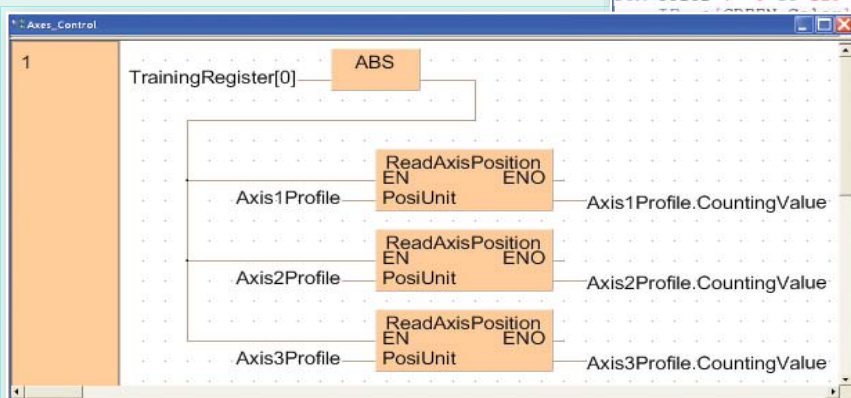 Axes_Control
1
ABS
TrainingRegister[0]
ReadAxisPosition
EN ENO
Axis1Profile PosiUnit Axis1Profile.CountingValue
ReadAxisPosition
EN ENO
Axis2Profile PosiUnit Axis2Profile.CountingValue
ReadAxisPosition
EN ENO
Axis3Profile PosiUnit Axis3Profile.CountingValue